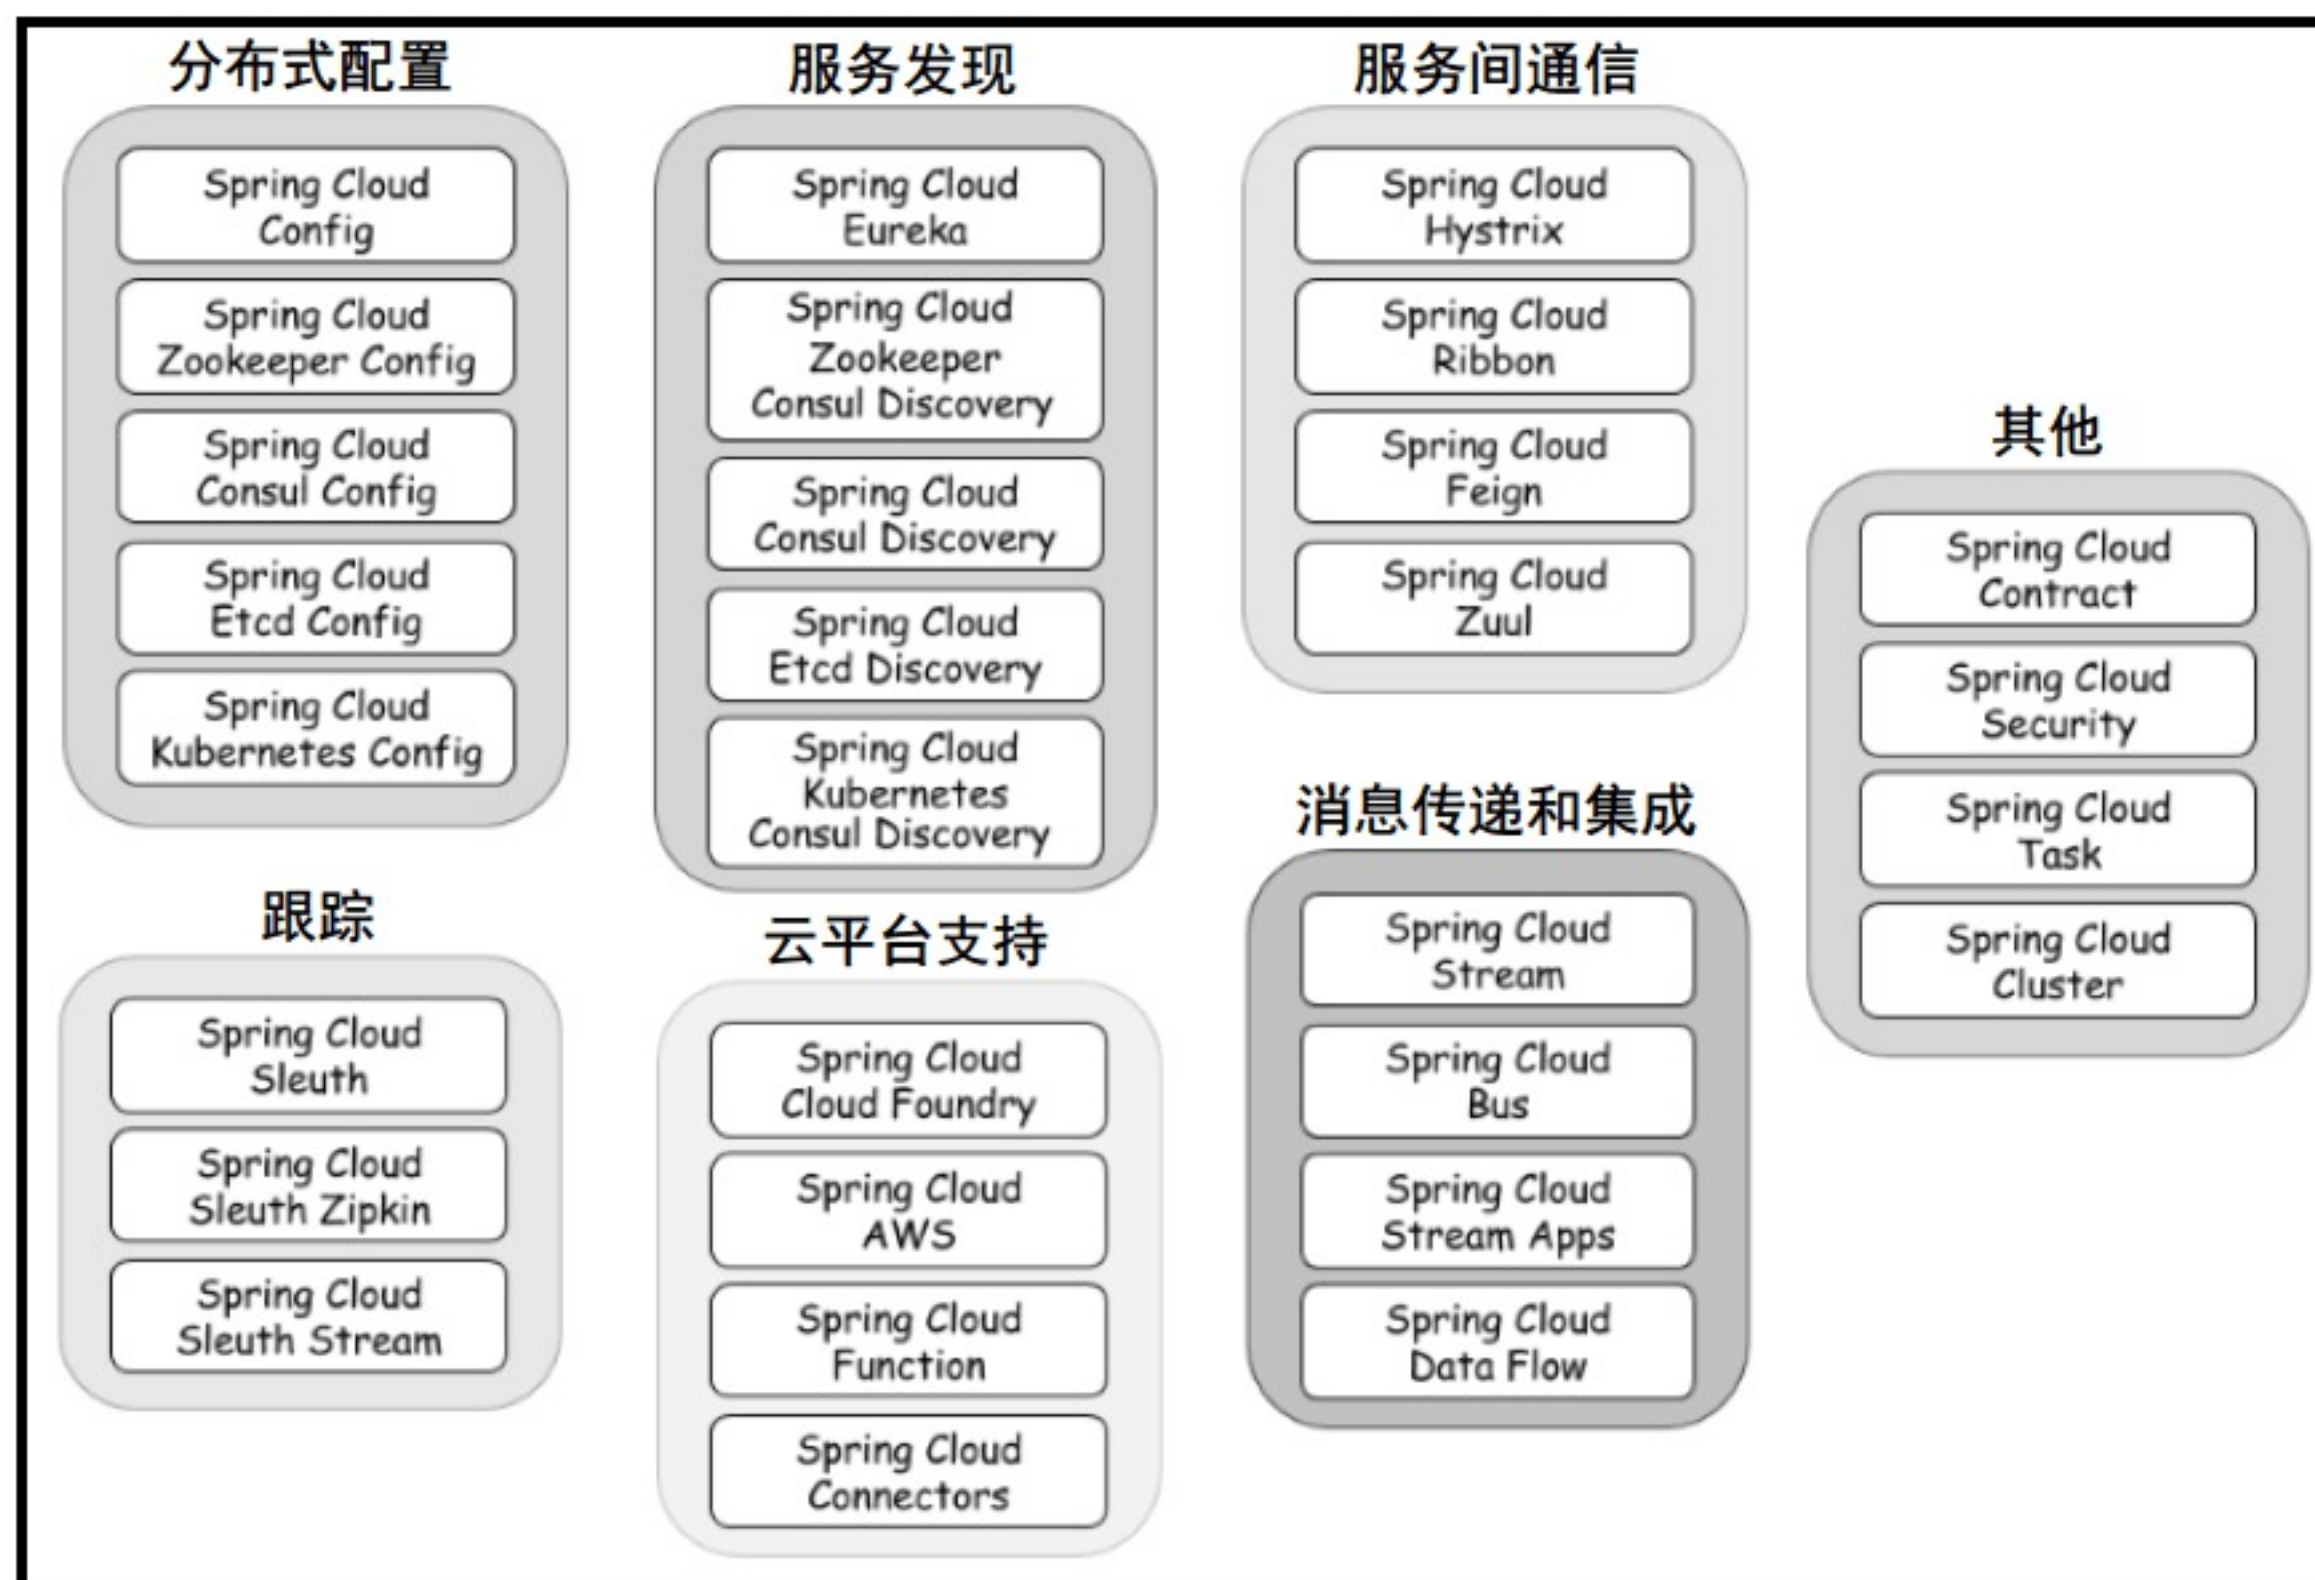 分布式配置
Spring Cloud
Config
Spring Cloud
Zookeeper Config
Spring Cloud
Consul Config
Spring Cloud
Etcd Config
Spring Cloud
Kubernetes Config
服务发现
Spring Cloud
Eureka
Spring Cloud
Zookeeper
Consul Discovery
Spring Cloud
Consul Discovery
Spring Cloud
Etcd Discovery
Spring Cloud
Kubernetes
Consul Discovery
服务间通信
Spring Cloud
Hystrix
Spring Cloud
Ribbon
Spring Cloud
Feign
Spring Cloud
Zuul
其他
Spring Cloud
Contract
Spring Cloud
Security
Spring Cloud
Task
Spring Cloud
Cluster
跟踪
Spring Cloud
Sleuth
Spring Cloud
Sleuth Zipkin
Spring Cloud
Sleuth Stream
云平台支持
Spring Cloud
Cloud Foundry
Spring Cloud
AWS
Spring Cloud
Function
Spring Cloud
Connectors
消息传递和集成
Spring Cloud
Stream
Spring Cloud
Bus
Spring Cloud
Stream Apps
Spring Cloud
Data Flow